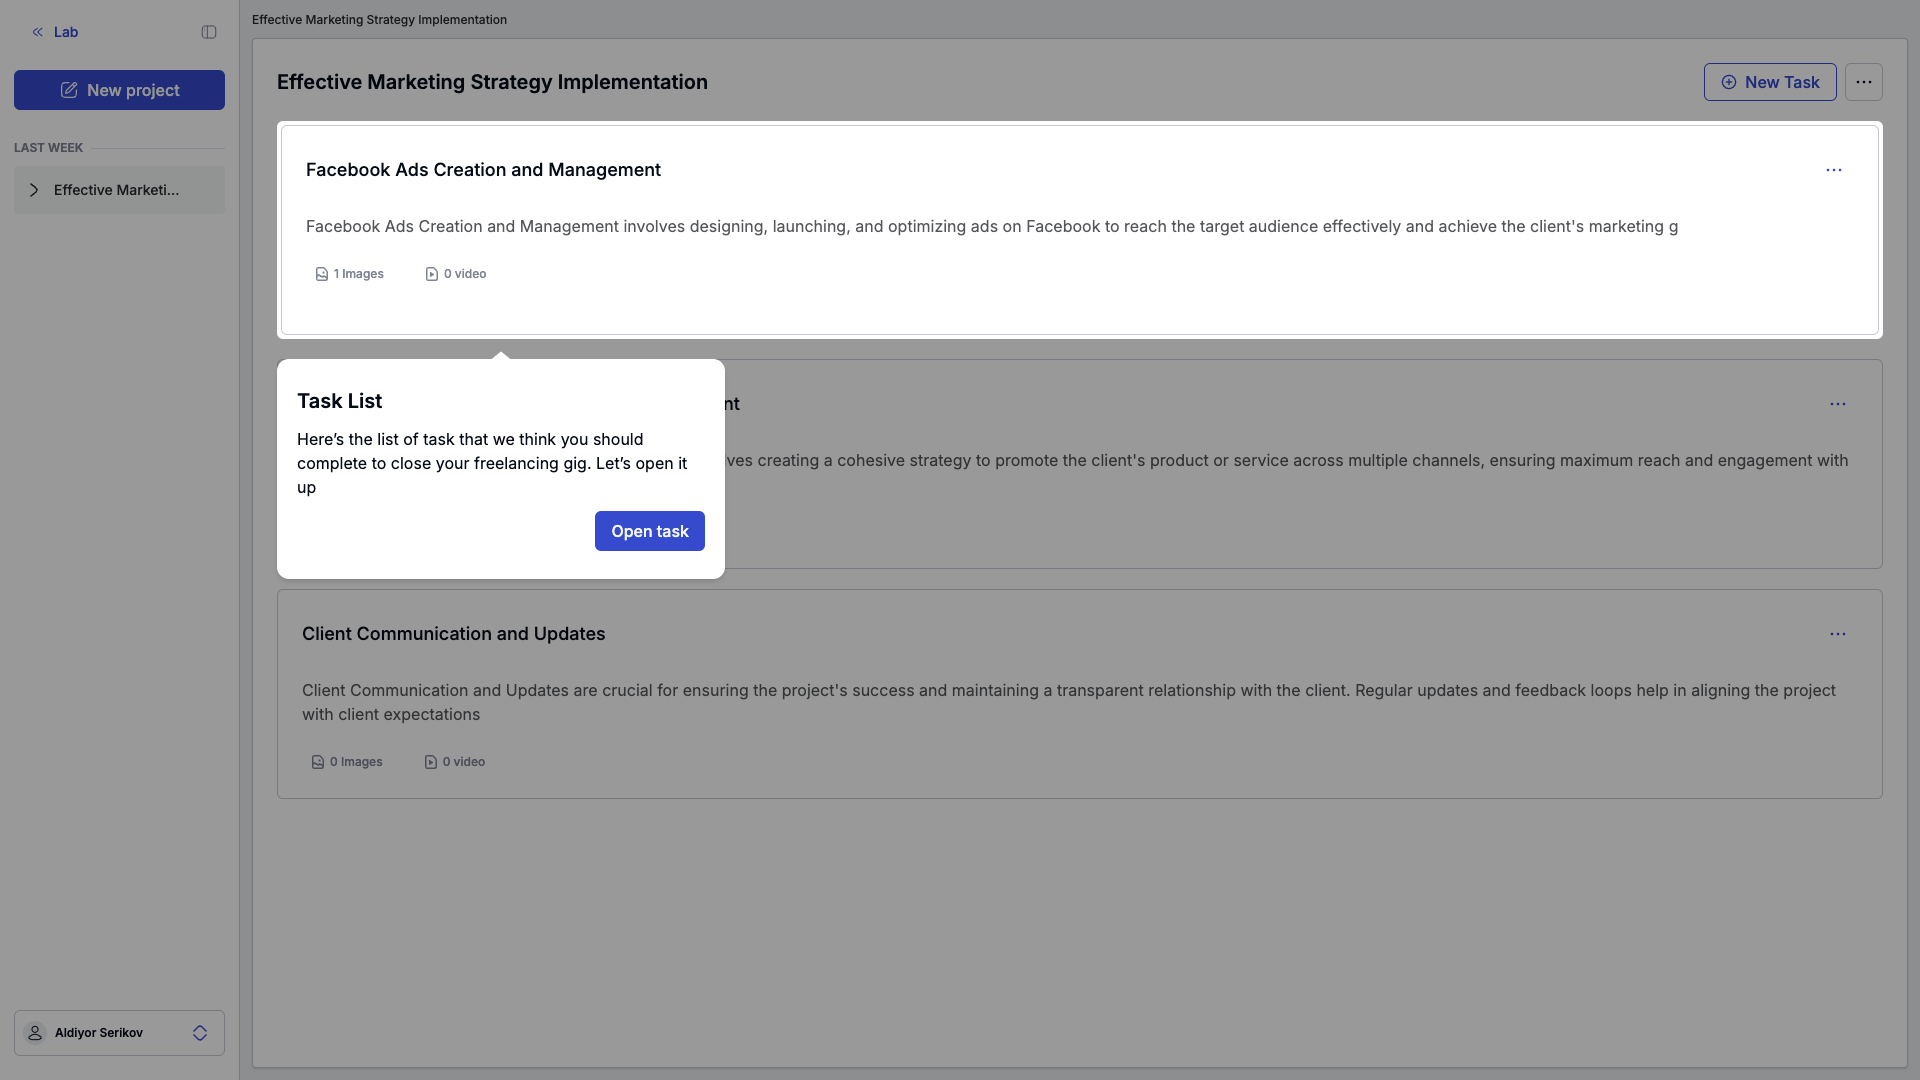 Lab
New project
LAST WEEK
Effective Marketi...
Aldiyor Serikov
Effective Marketing Strategy Implementation
Effective Marketing Strategy Implementation
New Task
Facebook Ads Creation and Management
Facebook Ads Creation and Management involves designing, launching, and optimizing ads on Facebook to reach the target audience effectively and achieve the client's marketing g
1 Images
0 video
Task List
Here’s the list of task that we think you should
complete to close your freelancing gig. Let’s open it
up
Open task
creating a cohesive strategy to promote the client's product or service across multiple channels, ensuring maximum reach and engagement with
Client Communication and Updates
Client Communication and Updates are crucial for ensuring the project's success and maintaining a transparent relationship with the client. Regular updates and feedback loops help in aligning the project
with client expectations
0 Images
0 video